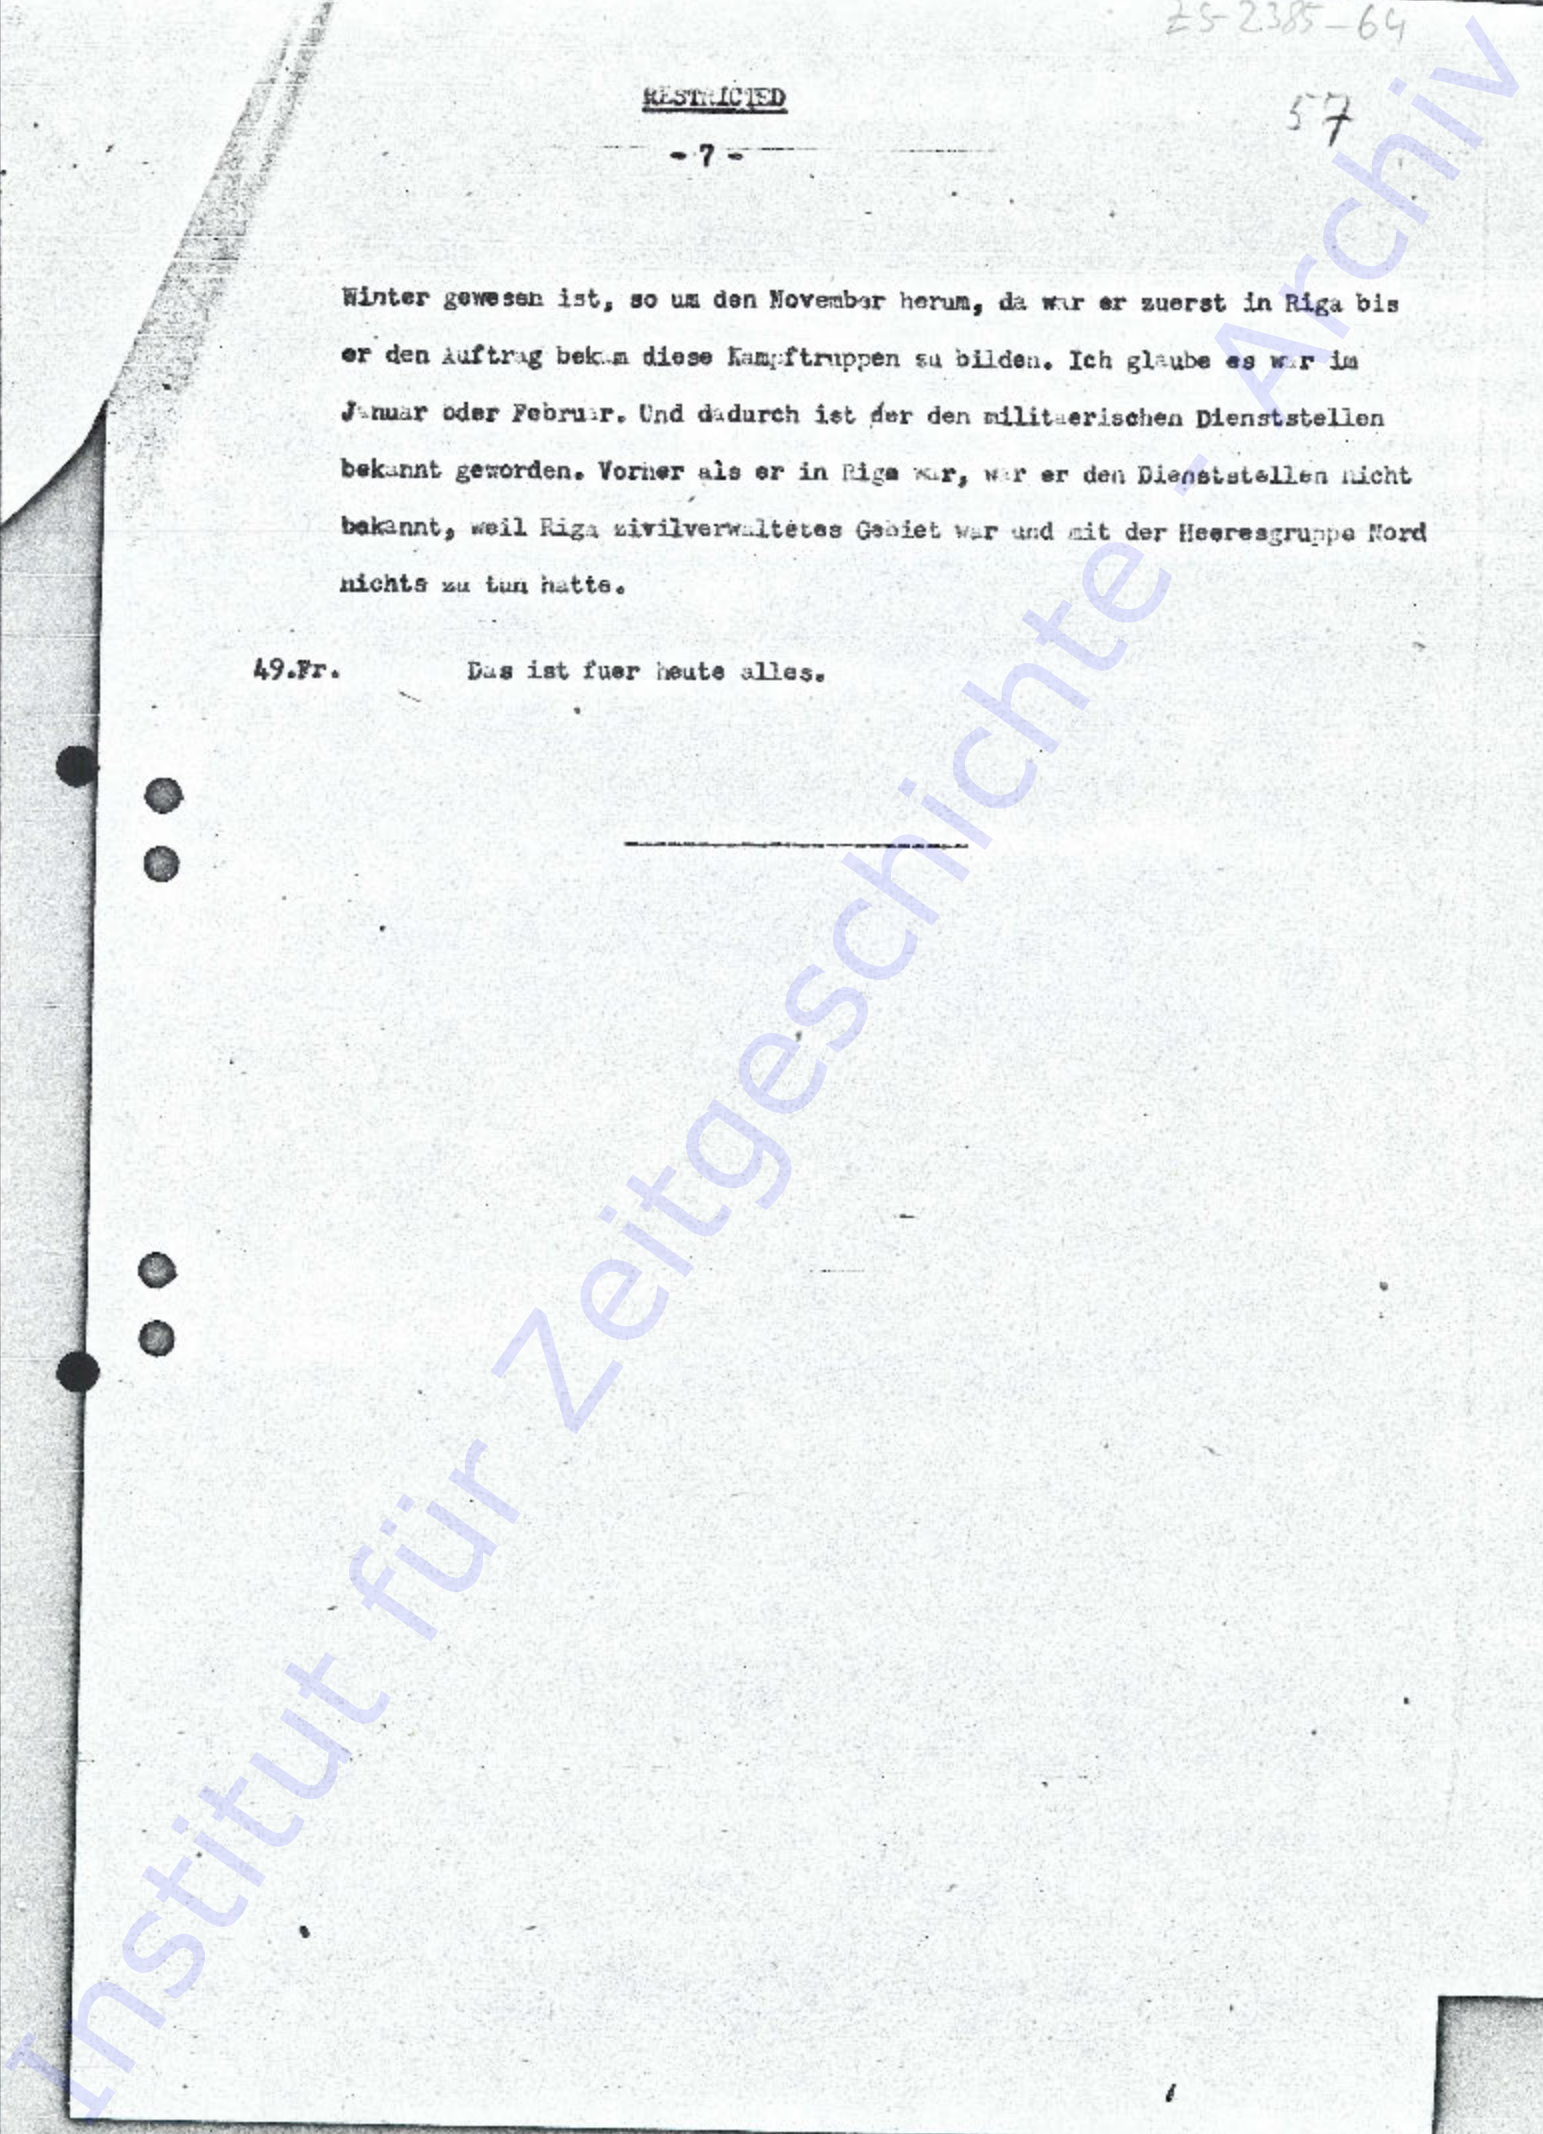 ZS-2385-64
RESTRICTED
57
- 7 -
Winter gewesen ist, so um den November herum, da war er zuerst in Riga bis
er den Auftrag bekam diese Kampftruppen zu bilden. Ich glaube es war im
Januar oder Februar. Und dadurch ist der den militaerischen Dienststellen
bekannt geworden. Vorher als er in Riga war, war er den Dienststellen nicht
bekannt, weil Riga zivilverwaltetes Gebiet war und mit der Heeresgruppe Nord
nichts zu tun hatte.
49.Fr. Das ist fuer heute alles.
Institut für Zeitgeschichte - Archiv